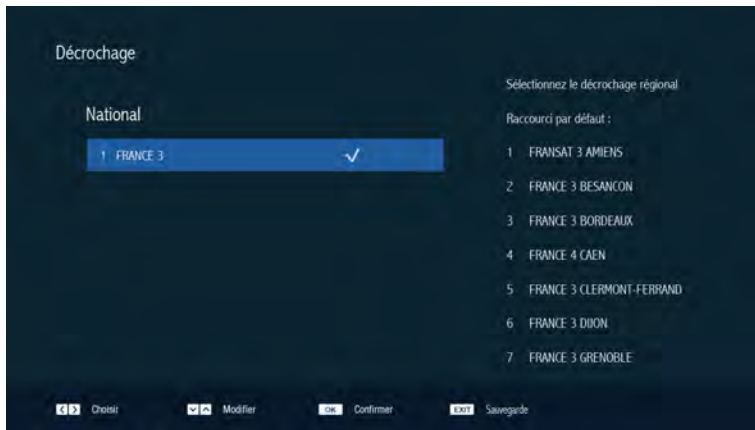 Décrochage
National
1 FRANCE 3
Sélectionnez le décrochage régional
Raccourci par défaut :
1 FRANSAT 3 AMIENS
2 FRANCE 3 BESANCON
3 FRANCE 3 BORDEAUX
4 FRANCE 4 CAEN
5 FRANCE 3 CLERMONT-FERRAND
6 FRANCE 3 DIJON
7 FRANCE 3 GRENOBLE
Choisir Modifier OK Confirmer EXIT Sauvegarde